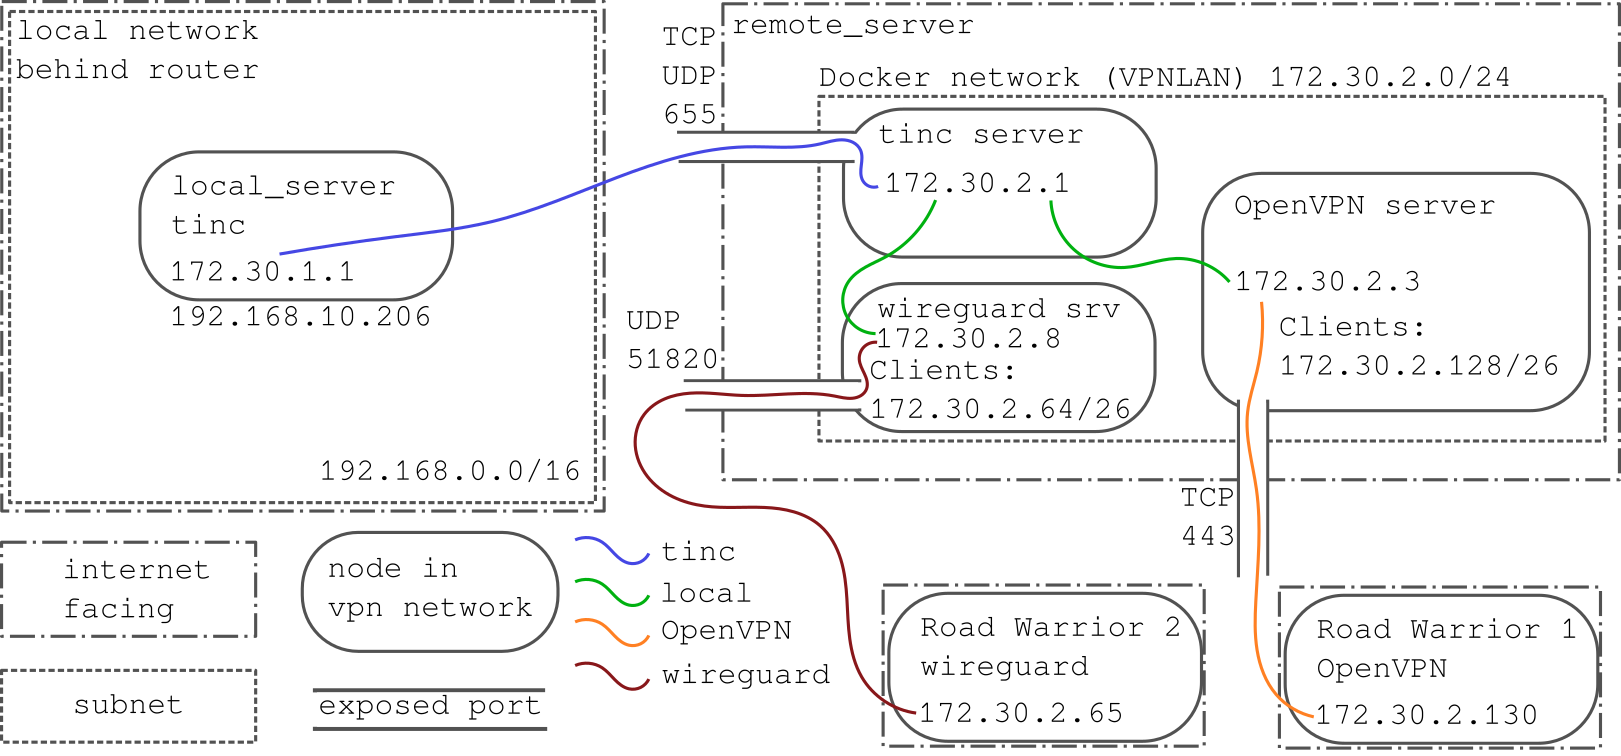 local network
behind router
local_server
tinc
172.30.1.1
192.168.10.206
192.168.0.0/16
TCP
UDP
655
remote_server
Docker network (VPNLAN) 172.30.2.0/24
tinc server
172.30.2.1
OpenVPN server
172.30.2.3
Clients:
172.30.2.128/26
UDP
51820
wireguard srv
172.30.2.8
Clients:
172.30.2.64/26
TCP
443
internet
facing
subnet
node in
vpn network
exposed port
tinc
local
OpenVPN
wireguard
Road Warrior 2
wireguard
172.30.2.65
Road Warrior 1
OpenVPN
172.30.2.130